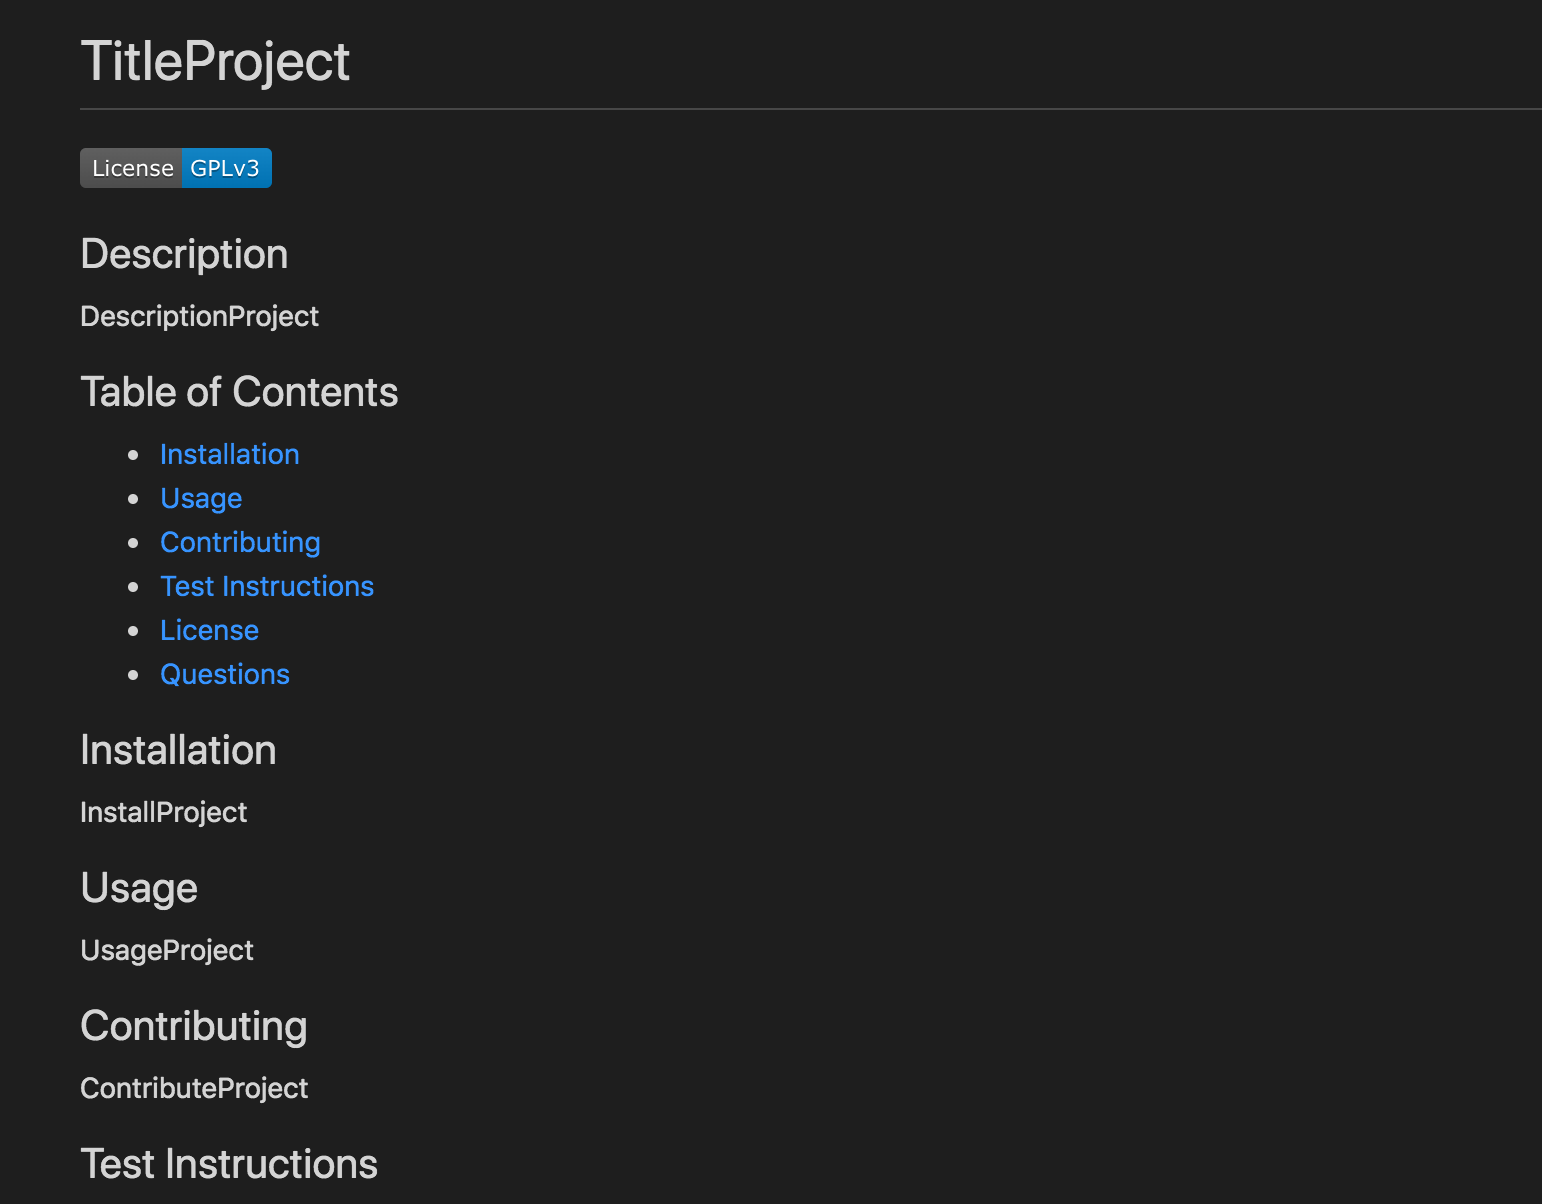 TitleProject
License GPLv3
Description
DescriptionProject
Table of Contents
Installation
Usage
Contributing
Test Instructions
License
Questions
Installation
InstallProject
Usage
UsageProject
Contributing
ContributeProject
Test Instructions